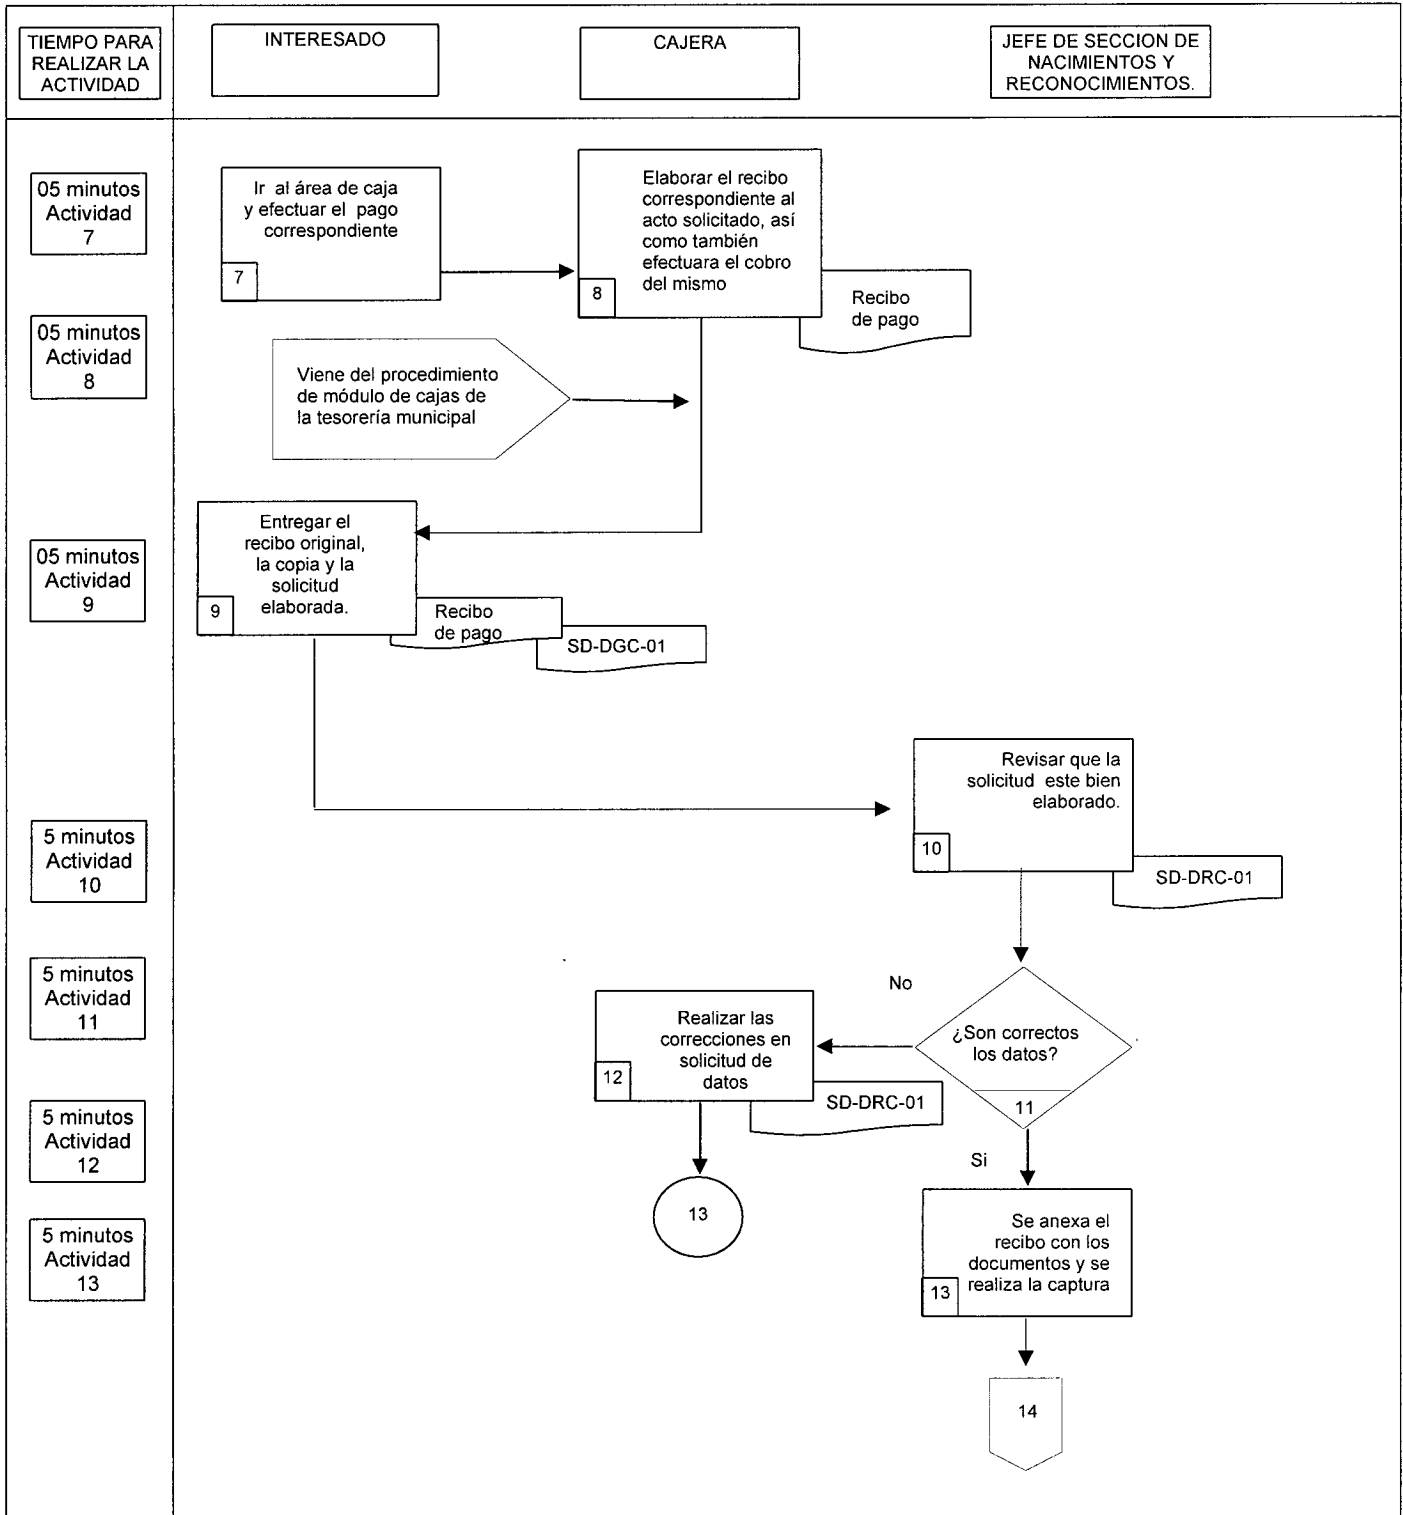 TIEMPO PARA
REALIZAR LA
ACTIVIDAD
INTERESADO
CAJERA
JEFE DE SECCION DE
NACIMIENTOS Y
RECONOCIMIENTOS.
05 minutos
Actividad
7
Ir al área de caja
y efectuar el pago
correspondiente
7
Elaborar el recibo
correspondiente al
acto solicitado, así
como también
efectuara el cobro
del mismo
8
Recibo
de pago
05 minutos
Actividad
8
Viene del procedimiento
de módulo de cajas de
la tesorería municipal
05 minutos
Actividad
9
Entregar el
recibo original,
la copia y la
solicitud
elaborada.
9
Recibo
de pago
SD-DGC-01
5 minutos
Actividad
10
Revisar que la
solicitud este bien
elaborado.
10
SD-DRC-01
5 minutos
Actividad
11
No
¿Son correctos
los datos?
11
Realizar las
correcciones en
solicitud de
datos
12
SD-DRC-01
5 minutos
Actividad
12
Si
13
5 minutos
Actividad
13
Se anexa el
recibo con los
documentos y se
realiza la captura
13
14